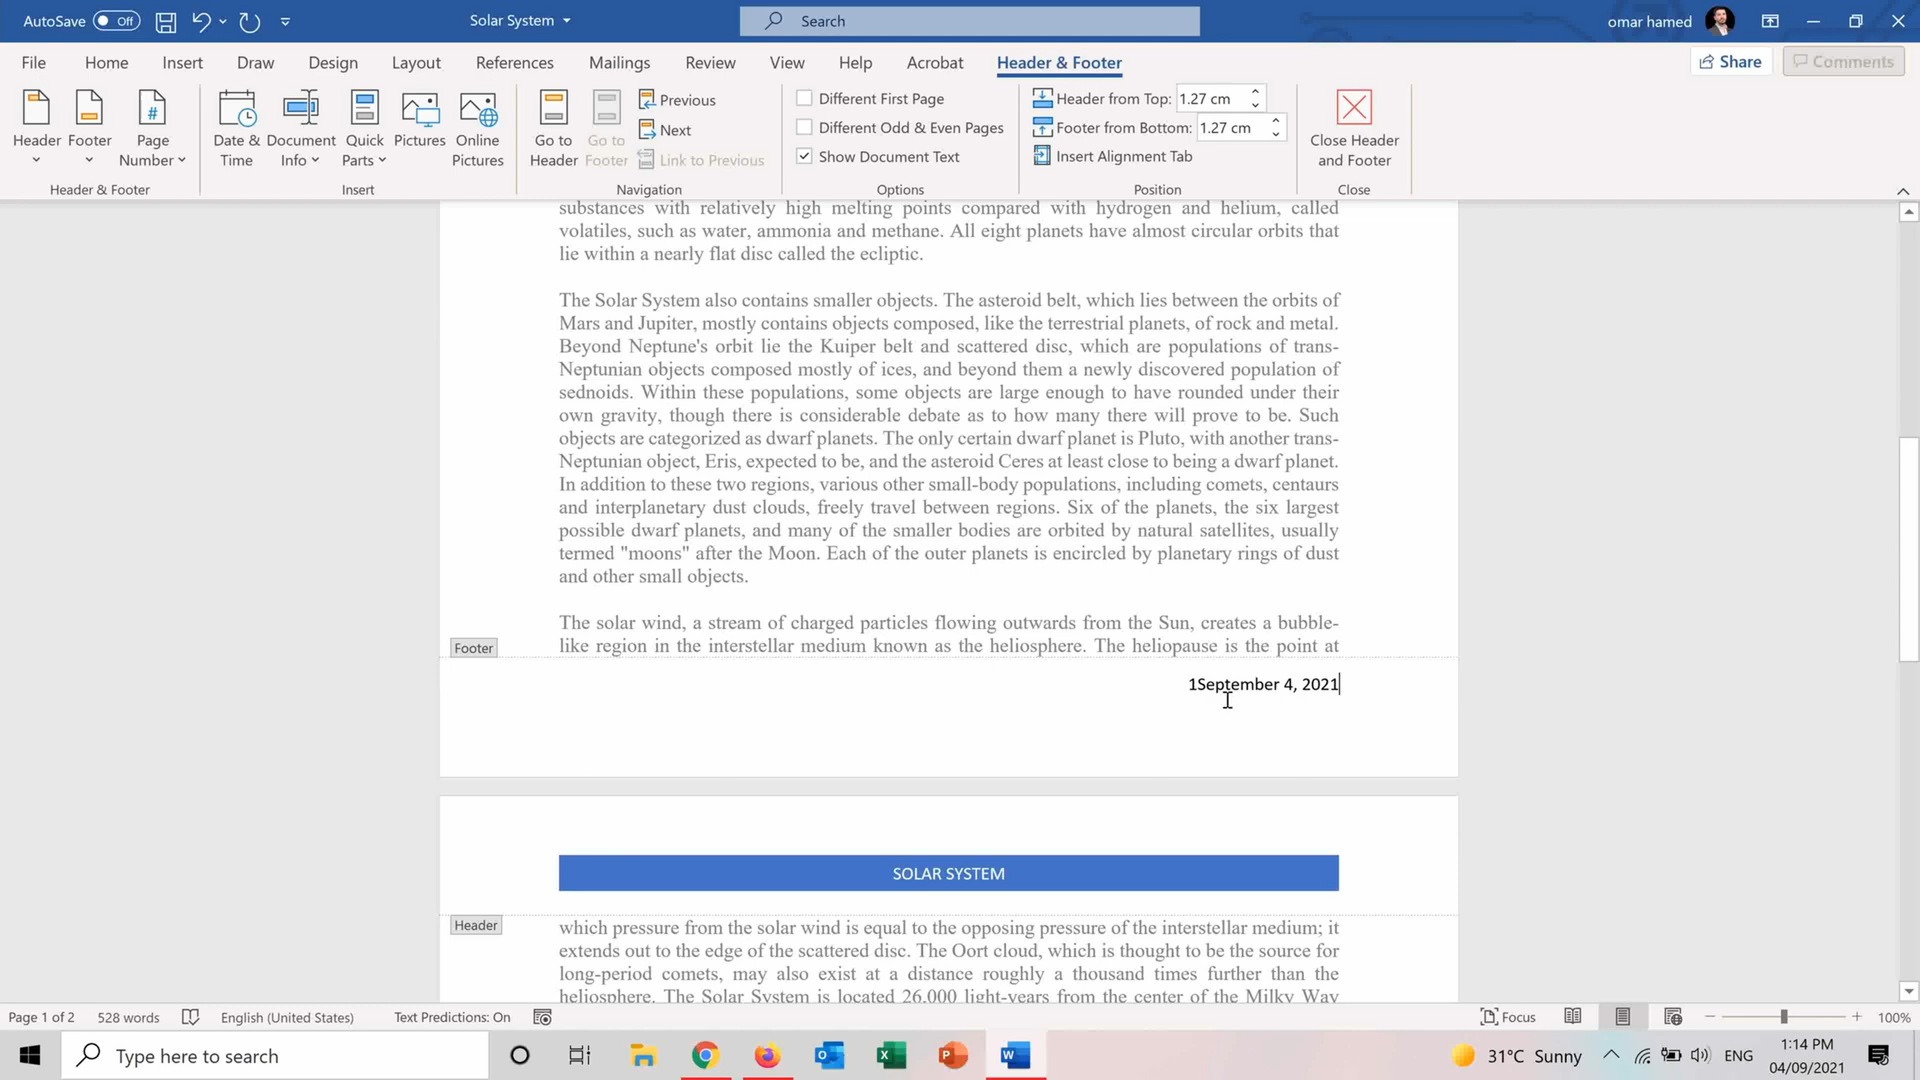 AutoSave Off Solar System Search omar hamed
File Home Insert Draw Design Layout References Mailings Review View Help Acrobat Header & Footer Share Comments
Header
Footer
Page
Number
Header & Footer
Date &
Time
Document
Info
Quick
Parts
Pictures
Online
Pictures
Insert
Go to
Header
Go to
Footer
Previous
Next
Link to Previous
Navigation
Different First Page
Different Odd & Even Pages
Show Document Text
Options
Header from Top: 1.27 cm
Footer from Bottom: 1.27 cm
Insert Alignment Tab
Position
Close Header
and Footer
Close
substances with relatively high melting points compared with hydrogen and helium, called
volatiles, such as water, ammonia and methane. All eight planets have almost circular orbits that
lie within a nearly flat disc called the ecliptic.
The Solar System also contains smaller objects. The asteroid belt, which lies between the orbits of
Mars and Jupiter, mostly contains objects composed, like the terrestrial planets, of rock and metal.
Beyond Neptune's orbit lie the Kuiper belt and scattered disc, which are populations of trans-
Neptunian objects composed mostly of ices, and beyond them a newly discovered population of
sednoids. Within these populations, some objects are large enough to have rounded under their
own gravity, though there is considerable debate as to how many there will prove to be. Such
objects are categorized as dwarf planets. The only certain dwarf planet is Pluto, with another trans-
Neptunian object, Eris, expected to be, and the asteroid Ceres at least close to being a dwarf planet.
In addition to these two regions, various other small-body populations, including comets, centaurs
and interplanetary dust clouds, freely travel between regions. Six of the planets, the six largest
possible dwarf planets, and many of the smaller bodies are orbited by natural satellites, usually
termed "moons" after the Moon. Each of the outer planets is encircled by planetary rings of dust
and other small objects.
The solar wind, a stream of charged particles flowing outwards from the Sun, creates a bubble-
like region in the interstellar medium known as the heliosphere. The heliopause is the point at
Footer
1September 4, 2021
SOLAR SYSTEM
Header
which pressure from the solar wind is equal to the opposing pressure of the interstellar medium; it
extends out to the edge of the scattered disc. The Oort cloud, which is thought to be the source for
long-period comets, may also exist at a distance roughly a thousand times further than the
heliosphere. The Solar System is located 26,000 light-years from the center of the Milky Way
Page 1 of 2 528 words English (United States) Text Predictions: On Focus 100%
Type here to search 31°C Sunny ENG 1:14 PM
04/09/2021